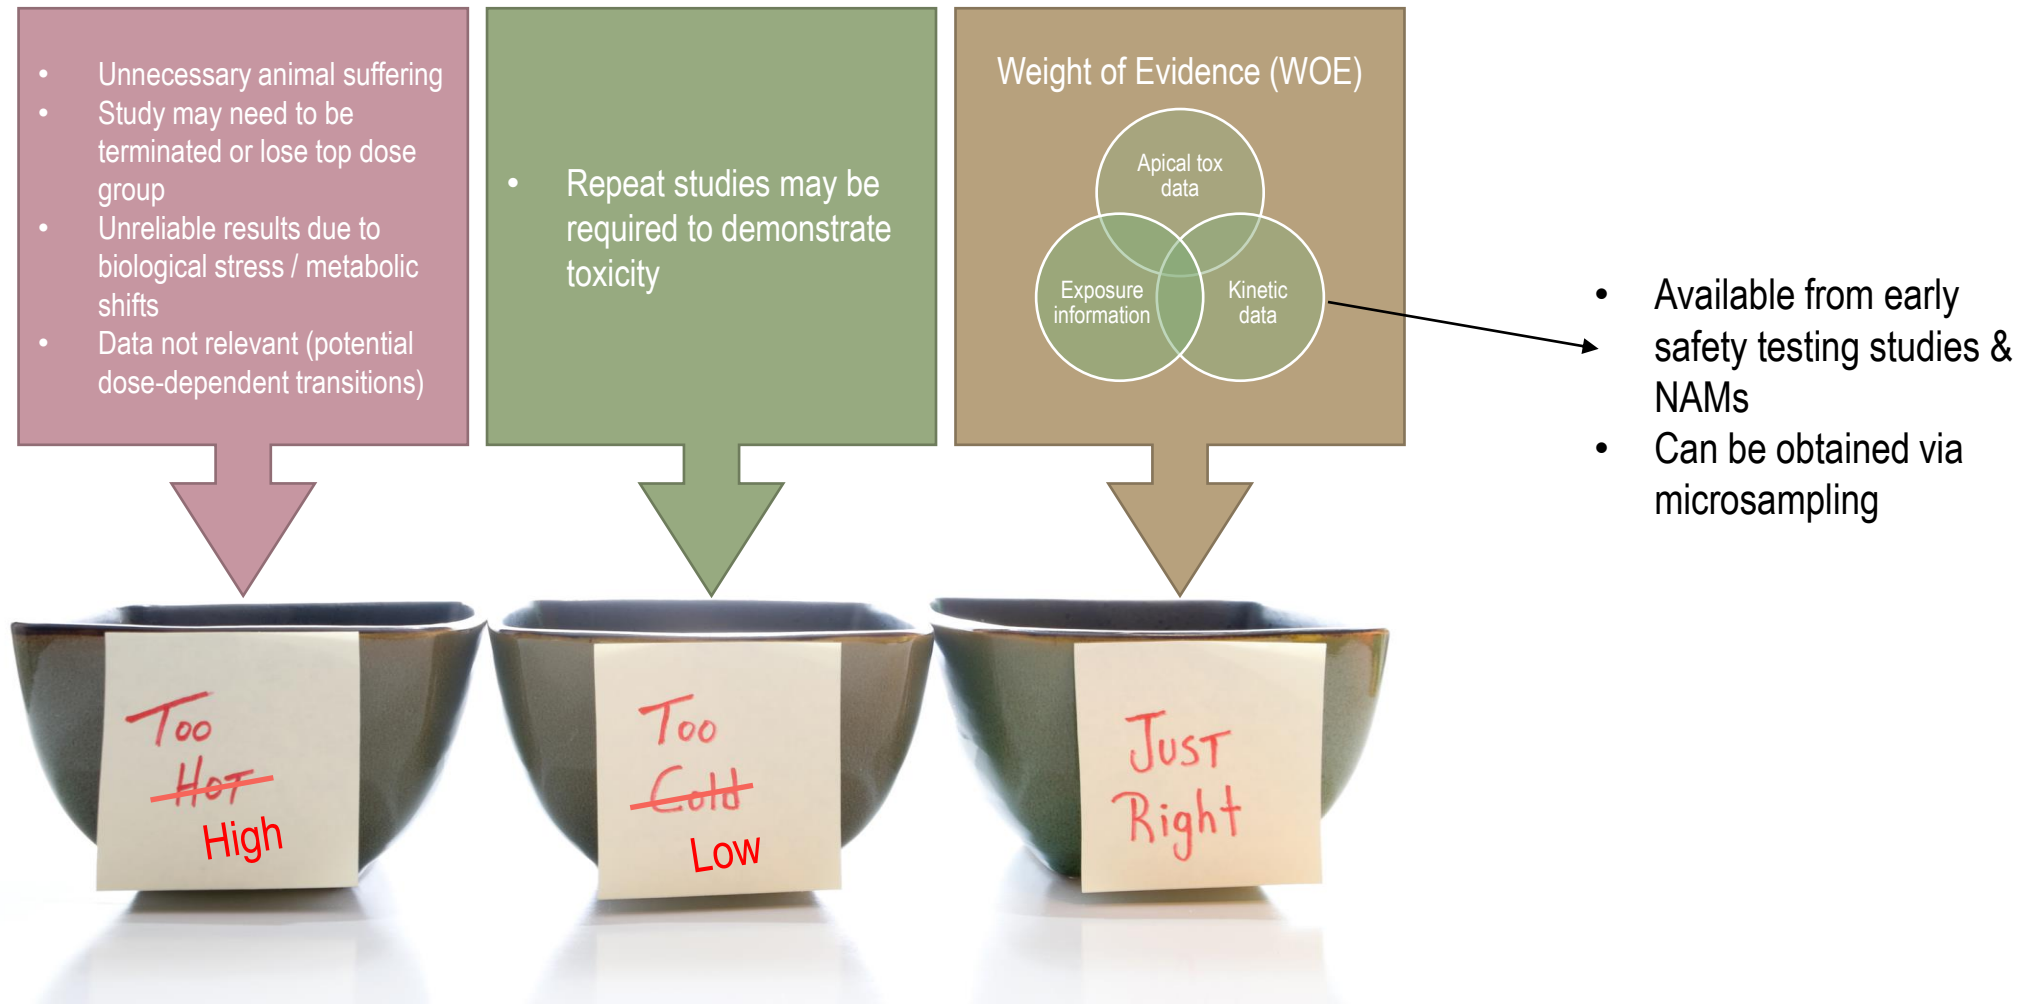 • Unnecessary animal suffering
• Study may need to be
terminated or lose top dose
group
• Unreliable results due to
biological stress / metabolic
shifts
• Data not relevant (potential
dose-dependent transitions)
• Repeat studies may be
required to demonstrate
toxicity
Weight of Evidence (WOE)
Apical tox
data
Exposure
information
Kinetic
data
• Available from early
safety testing studies &
NAMs
• Can be obtained via
microsampling
Too
Hot
High
Too
Cold
Low
Just
Right